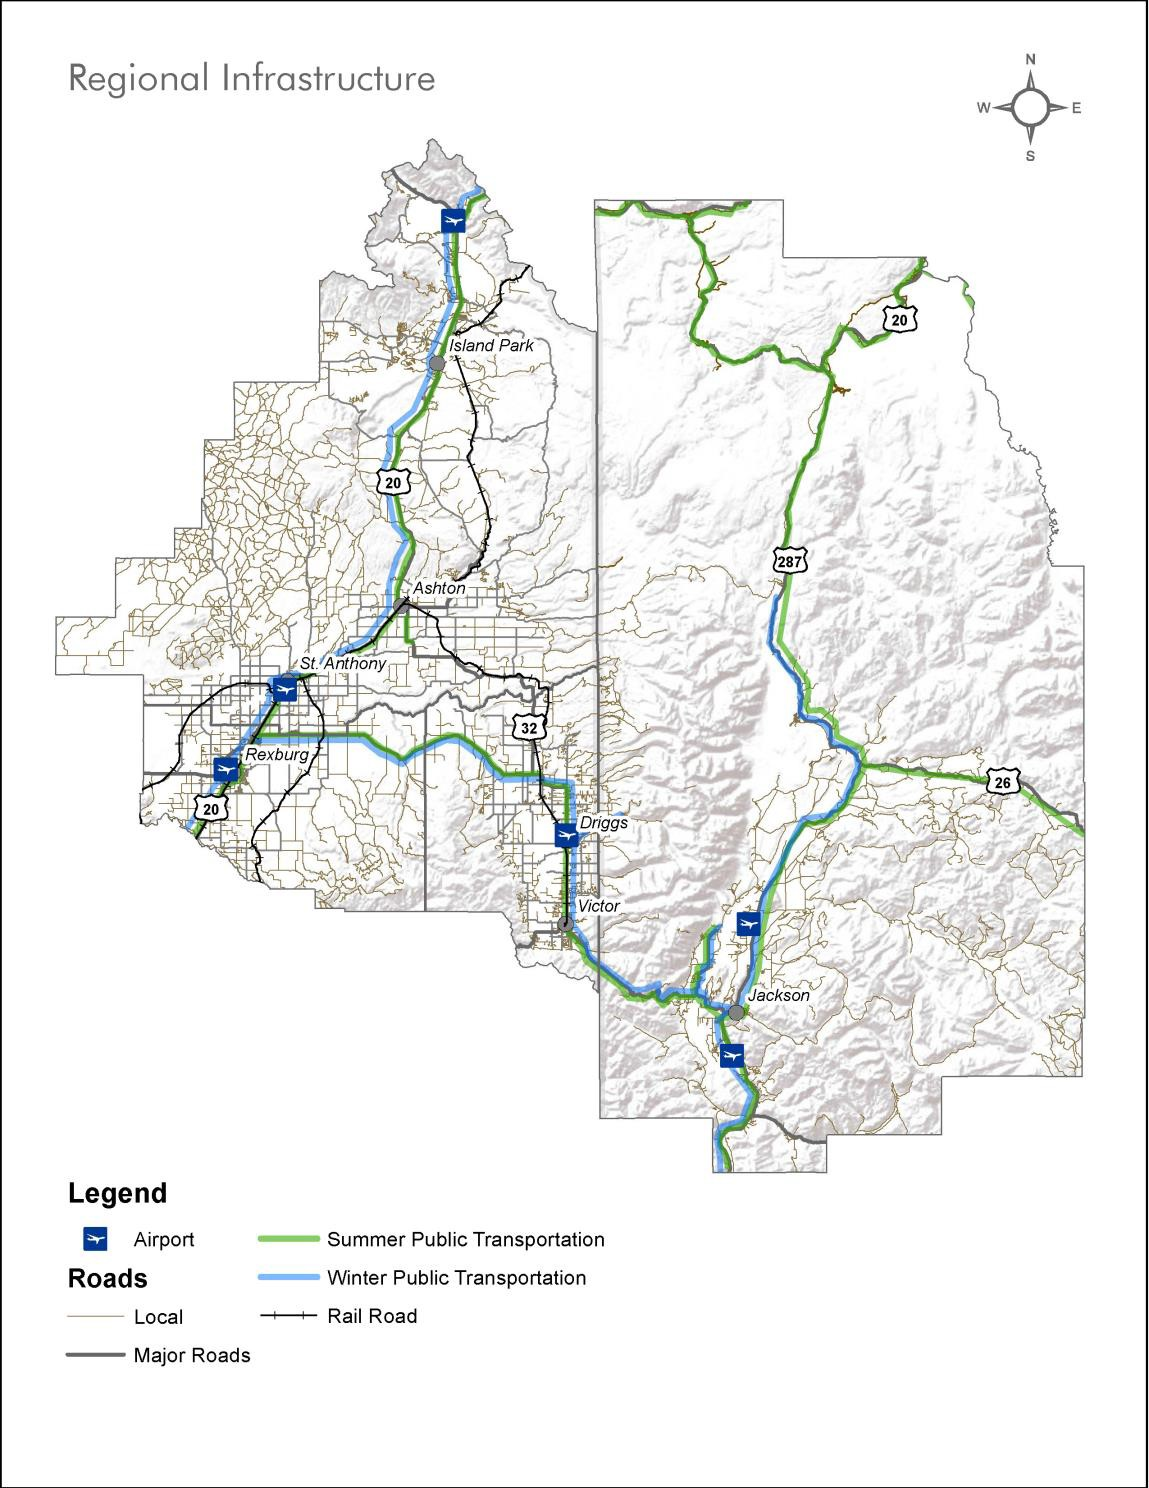 Regional Infrastructure
N
W E
S
20
Island Park
20
287
Ashton
St. Anthony
32
Rexburg
26
20
Driggs
Victor
Jackson
Legend
Airport
Summer Public Transportation
Roads
Winter Public Transportation
Local
Rail Road
Major Roads